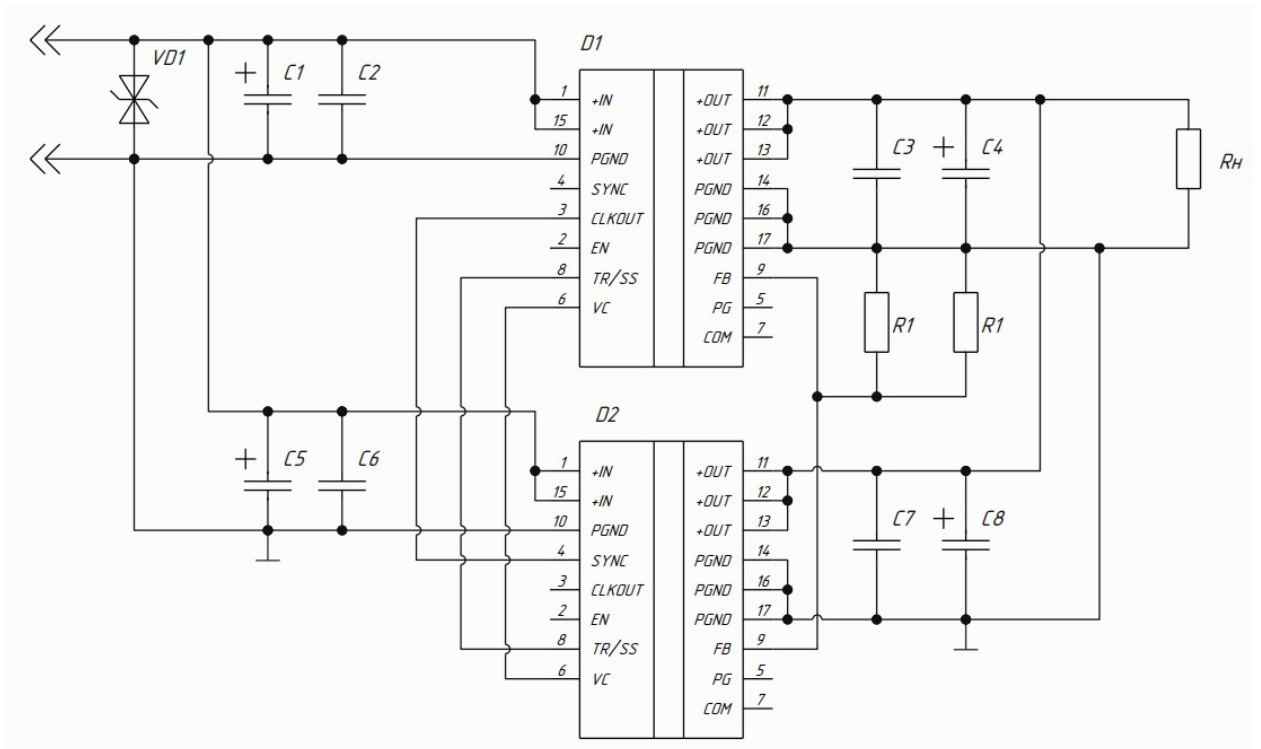 VD1
+ C1
C2
D1
1 +IN
15 +IN
10 PGND
4 SYNC
3 CLKOUT
2 EN
8 TR/SS
6 VC
+OUT 11
+OUT 12
+OUT 13
PGND 14
PGND 16
PGND 17
FB 9
PG 5
COM 7
C3
+ C4
Rн
R1
R1
+ C5
C6
D2
1 +IN
15 +IN
10 PGND
4 SYNC
3 CLKOUT
2 EN
8 TR/SS
6 VC
+OUT 11
+OUT 12
+OUT 13
PGND 14
PGND 16
PGND 17
FB 9
PG 5
COM 7
C7
+ C8